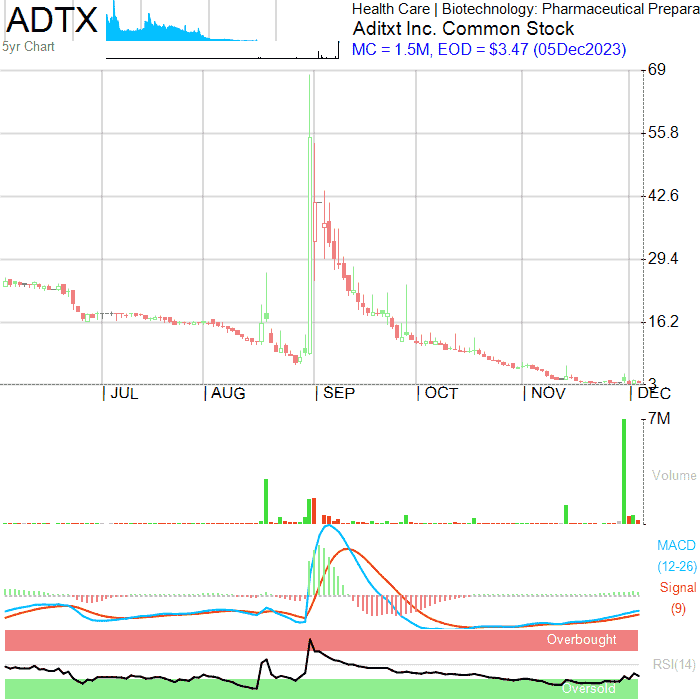 ADTX
5yr Chart
Health Care | Biotechnology: Pharmaceutical Prepara
Aditxt Inc. Common Stock
MC = 1.5M, EOD = $3.47 (05Dec2023)
69
55.8
42.6
29.4
16.2
3
| JUL | AUG | SEP | OCT | NOV | DEC
7M
Volume
MACD
(12-26)
Signal
(9)
Overbought
RSI(14)
Oversold